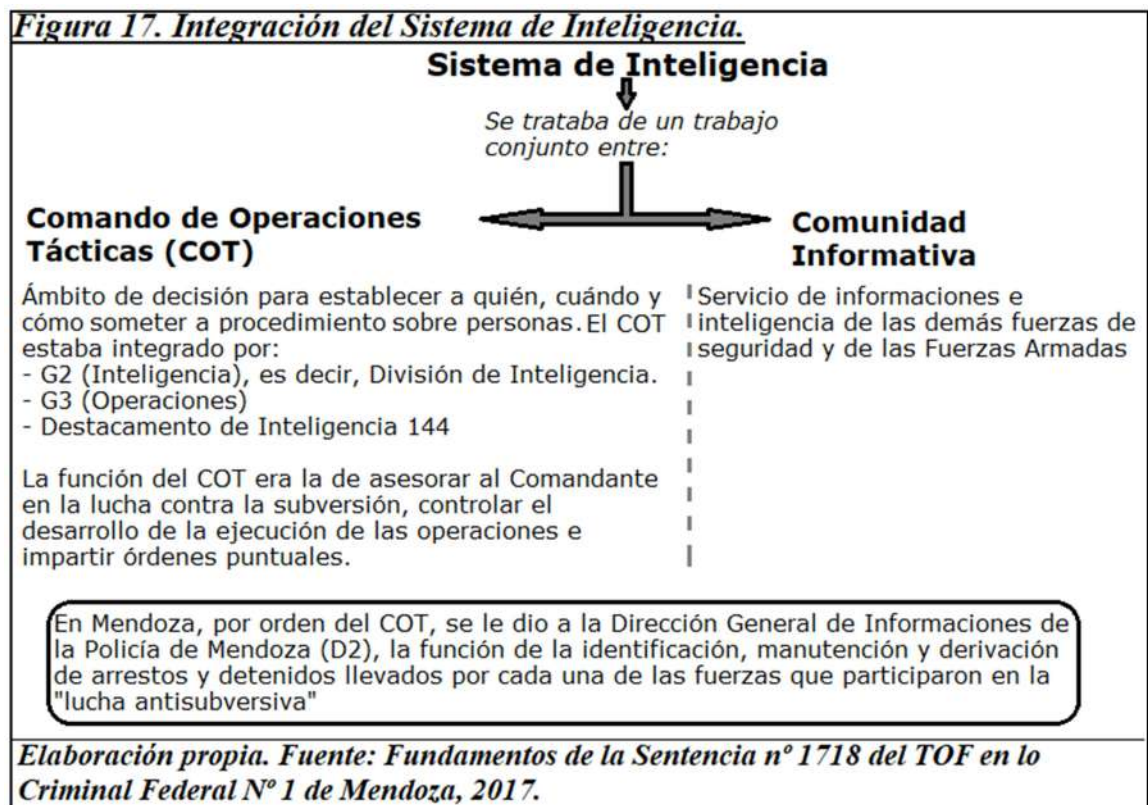 Figura 17. Integración del Sistema de Inteligencia.
Sistema de Inteligencia
Se trataba de un trabajo
conjunto entre:
Comando de Operaciones
Tácticas (COT)
Ámbito de decisión para establecer a quién, cuándo y
cómo someter a procedimiento sobre personas. El COT
estaba integrado por:
- G2 (Inteligencia), es decir, División de Inteligencia.
- G3 (Operaciones)
- Destacamento de Inteligencia 144
La función del COT era la de asesorar al Comandante
en la lucha contra la subversión, controlar el
desarrollo de la ejecución de las operaciones e
impartir órdenes puntuales.
Comunidad
Informativa
Servicio de informaciones e
inteligencia de las demás fuerzas de
seguridad y de las Fuerzas Armadas
En Mendoza, por orden del COT, se le dio a la Dirección General de Informaciones de
la Policía de Mendoza (D2), la función de la identificación, manutención y derivación
de arrestos y detenidos llevados por cada una de las fuerzas que participaron en la
"lucha antisubversiva"
Elaboración propia. Fuente: Fundamentos de la Sentencia nº 1718 del TOF en lo
Criminal Federal Nº 1 de Mendoza, 2017.